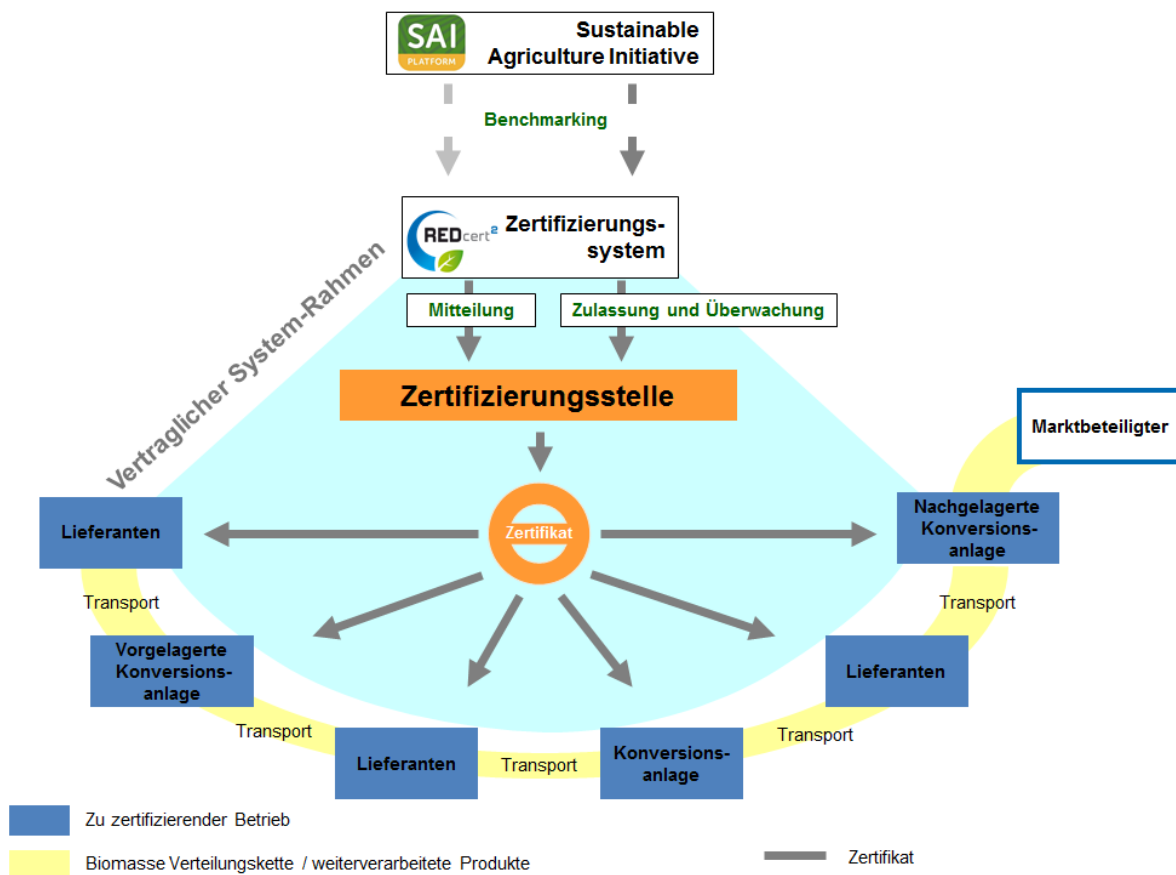 SAI
PLATFORM
Sustainable
Agriculture Initiative
Benchmarking
REDcert²
Zertifizierungs-
system
Mitteilung
Zulassung und Überwachung
Vertraglicher System-Rahmen
Zertifizierungsstelle
Marktbeteiligter
Lieferanten
Zertifikat
Nachgelagerte
Konversions-
anlage
Transport
Transport
Vorgelagerte
Konversions-
anlage
Lieferanten
Transport
Transport
Lieferanten
Transport
Konversions-
anlage
Zu zertifizierender Betrieb
Biomasse Verteilungskette / weiterverarbeitete Produkte
Zertifikat